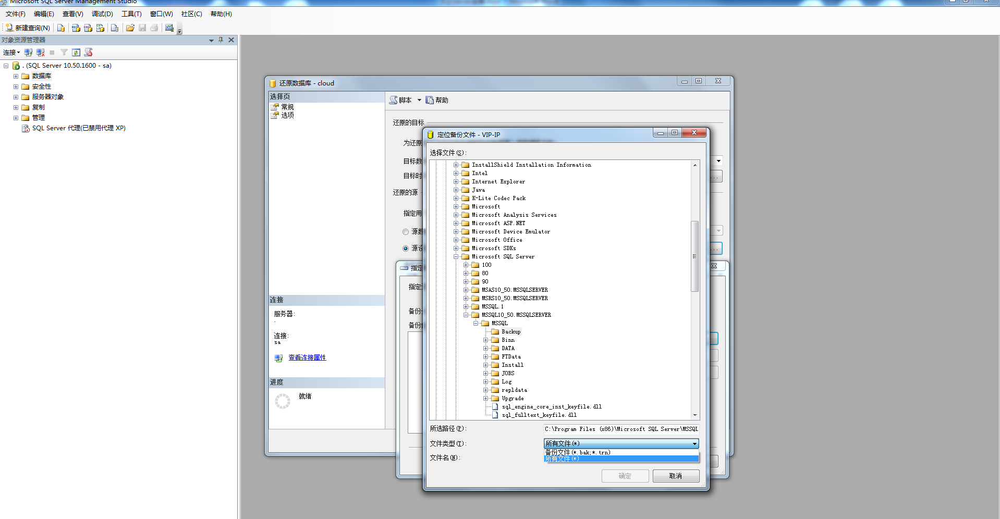 Microsoft SQL Server Management Studio
文件(F) 编辑(E) 查看(V) 调试(D) 工具(T) 窗口(W) 社区(C) 帮助(H)
新建查询(N)
对象资源管理器
连接
. (SQL Server 10.50.1600 - sa)
数据库
安全性
服务器对象
复制
管理
SQL Server 代理(已禁用代理 XP)
还原数据库 - cloud
选择页
常规
选项
脚本 帮助
还原的目标
为还原
目标数
目标时
还原的源
指定用
源数
源设
连接
服务器:
.
连接:
sa
查看连接属性
进度
就绪
指定
指定
备份
备份
定位备份文件 - VIP-IP
选择文件(S):
InstallShield Installation Information
Intel
Internet Explorer
Java
K-Lite Codec Pack
Microsoft
Microsoft Analysis Services
Microsoft ASP.NET
Microsoft Device Emulator
Microsoft Office
Microsoft SDKs
Microsoft SQL Server
100
80
90
MSAS10_50.MSSQLSERVER
MSRS10_50.MSSQLSERVER
MSSQL.1
MSSQL10_50.MSSQLSERVER
MSSQL
Backup
Binn
DATA
FTData
Install
JOBS
Log
repldata
Upgrade
sql_engine_core_inst_keyfile.dll
sql_fulltext_keyfile.dll
所选路径(P): C:\Program Files (x86)\Microsoft SQL Server\MSSQL
文件类型(T): 所有文件(*)
备份文件(*.bak;*.trn)
所有文件(*)
文件名(N):
确定 取消